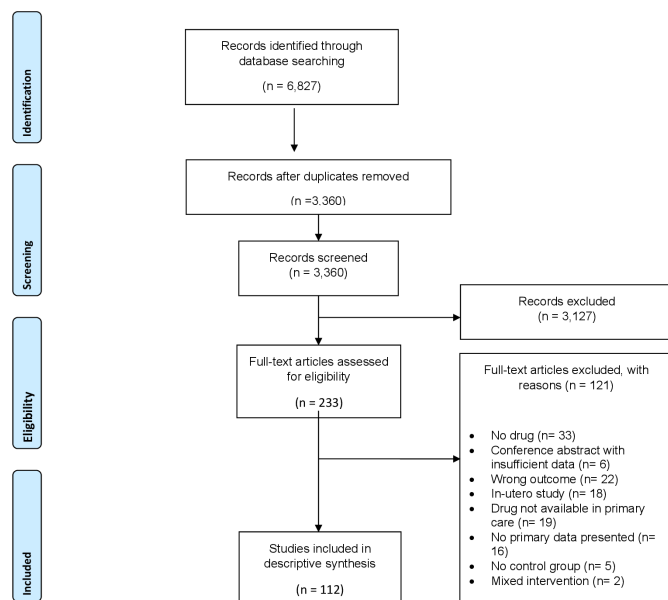 Identification
Records identified through
database searching
(n = 6,827)
Records after duplicates removed
(n =3,360)
Screening
Records screened
(n = 3,360)
Records excluded
(n = 3,127)
Eligibility
Full-text articles assessed
for eligibility
(n = 233)
Full-text articles excluded, with
reasons (n = 121)
• No drug (n= 33)
• Conference abstract with
insufficient data (n= 6)
• Wrong outcome (n= 22)
• In-utero study (n= 18)
• Drug not available in primary
care (n= 19)
• No primary data presented (n=
16)
• No control group (n= 5)
• Mixed intervention (n= 2)
Included
Studies included in
descriptive synthesis
(n = 112)